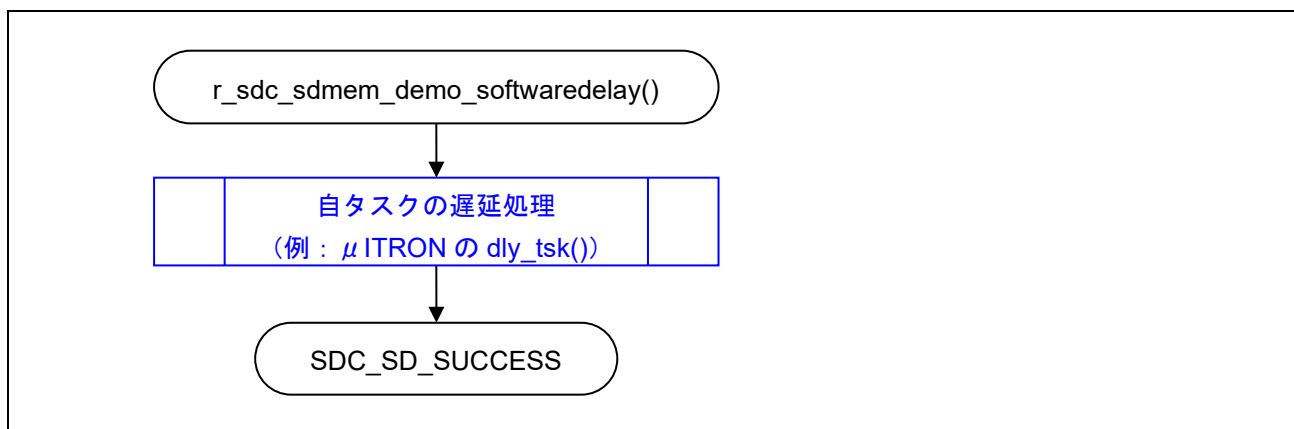 r_sdc_sdmem_demo_softwaredelay()
自タスクの遅延処理
（例：μITRON の dly_tsk()）
SDC_SD_SUCCESS